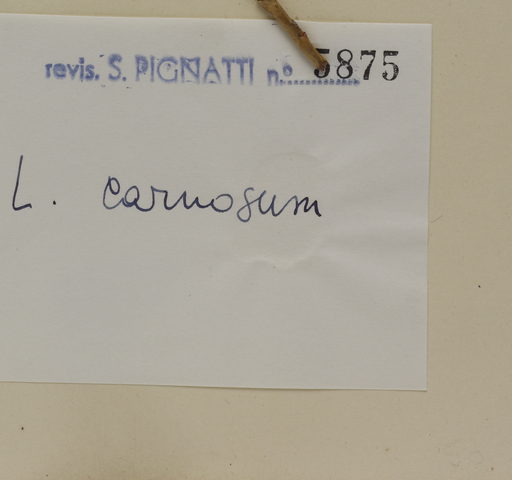 revis. S. PIGNATTI n.o 5875
L. carnosum